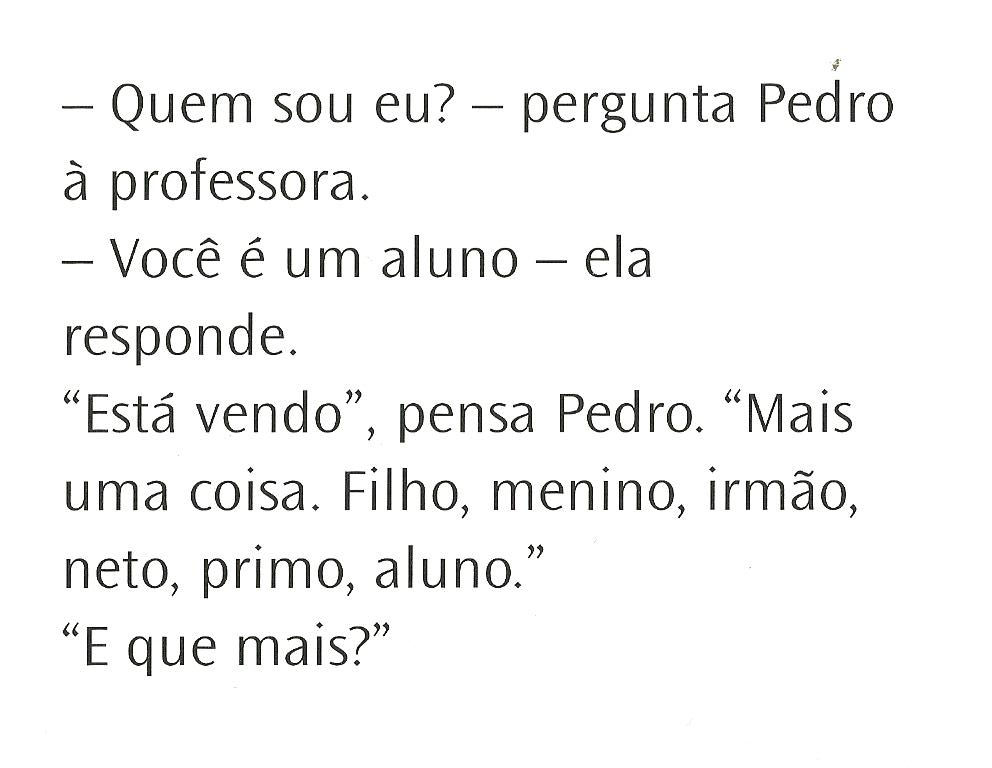 – Quem sou eu? – pergunta Pedro
à professora.
– Você é um aluno – ela
responde.
“Está vendo”, pensa Pedro. “Mais
uma coisa. Filho, menino, irmão,
neto, primo, aluno.”
“E que mais?”